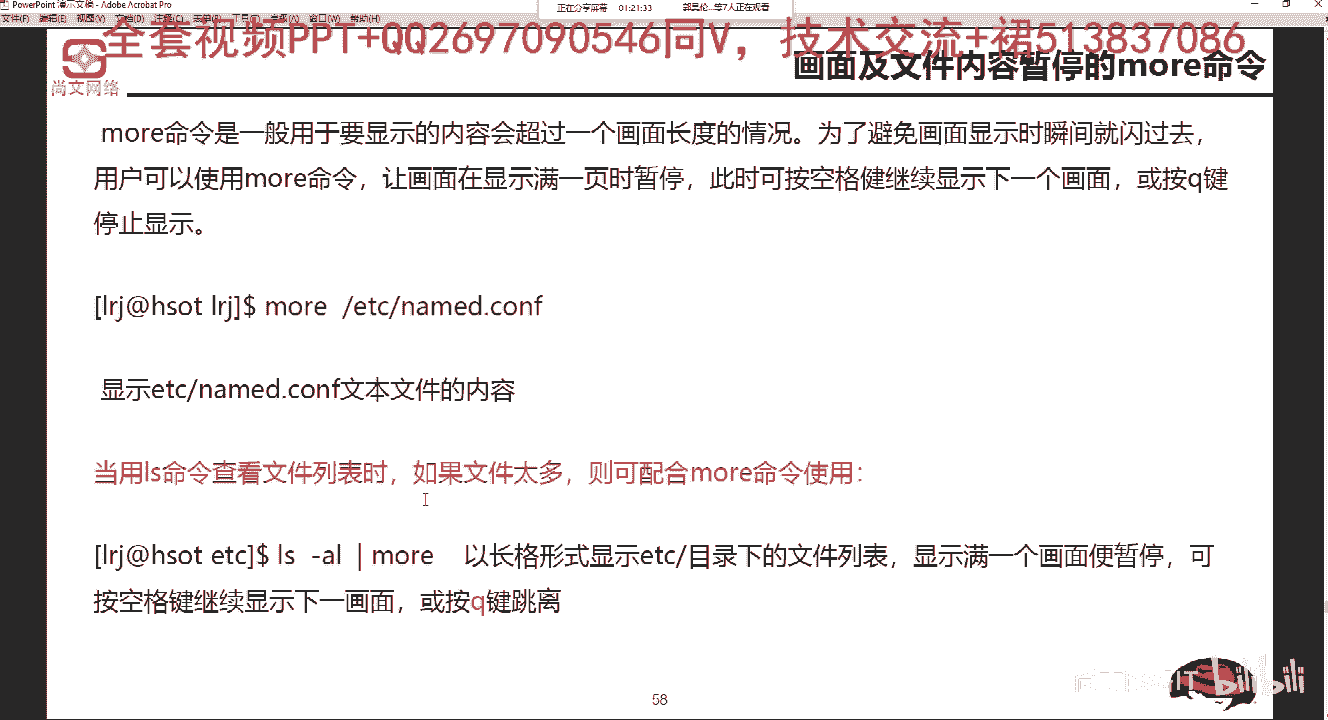 PowerPoint 演示文稿 - Adobe Acrobat Pro
正在分享屏幕 01:21:33 郭昊伦...等7人正在观看
文件(F) 编辑(E) 视图(V) 文档(D) 注释(C) 表单(R) 工具(T) 高级(A) 窗口(W) 帮助(H)
全套视频PPT+QQ2697090546同V，技术交流+裙513837086
尚文网络
画面及文件内容暂停的more命令
more命令是一般用于要显示的内容会超过一个画面长度的情况。为了避免画面显示时瞬间就闪过去，
用户可以使用more命令，让画面在显示满一页时暂停，此时可按空格健继续显示下一个画面，或按q键
停止显示。
[lrj@hsot lrj]$ more /etc/named.conf
显示etc/named.conf文本文件的内容
当用ls命令查看文件列表时，如果文件太多，则可配合more命令使用：
[lrj@hsot etc]$ ls -al | more 以长格形式显示etc/目录下的文件列表，显示满一个画面便暂停，可
按空格键继续显示下一画面，或按q键跳离
58
bilibili